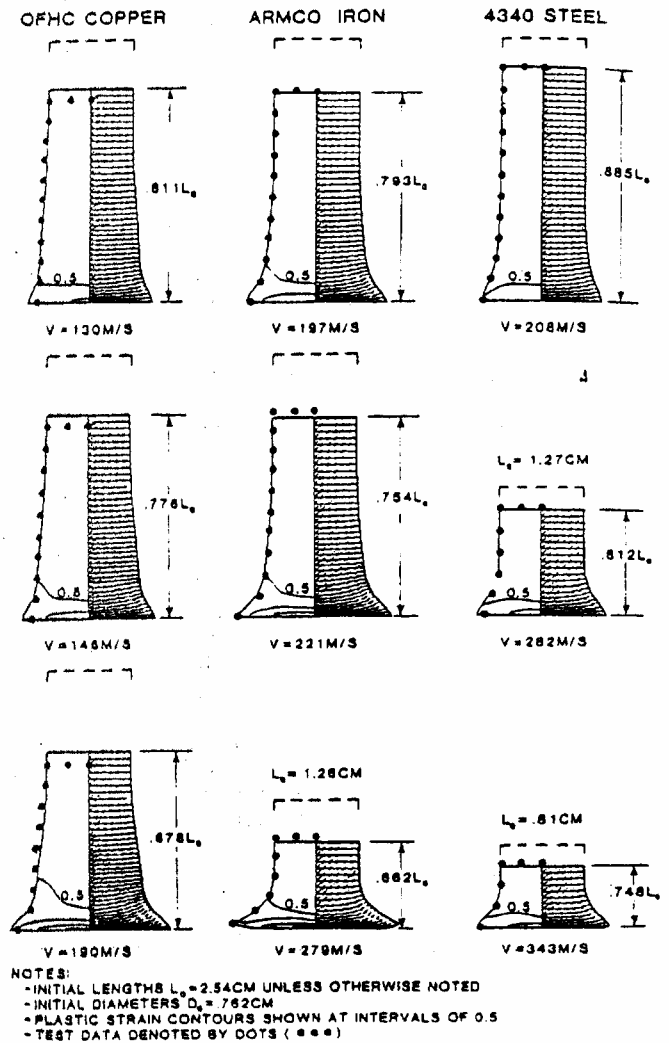 OFHC COPPER
ARMCO IRON
4340 STEEL
.811L₀
.793L₀
.885L₀
0.5
0.5
0.5
V=130M/S
V=197M/S
V=208M/S
.776L₀
.754L₀
L₀= 1.27CM
.812L₀
0.5
0.5
0.5
V=146M/S
V=221M/S
V=282M/S
.678L₀
L₀= 1.26CM
.662L₀
L₀= .81CM
.748L₀
0.5
0.5
0.5
V=190M/S
V=279M/S
V=343M/S
NOTES:
-INITIAL LENGTHS L₀=2.54CM UNLESS OTHERWISE NOTED
-INITIAL DIAMETERS D₀=.762CM
-PLASTIC STRAIN CONTOURS SHOWN AT INTERVALS OF 0.5
-TEST DATA DENOTED BY DOTS (●●●)